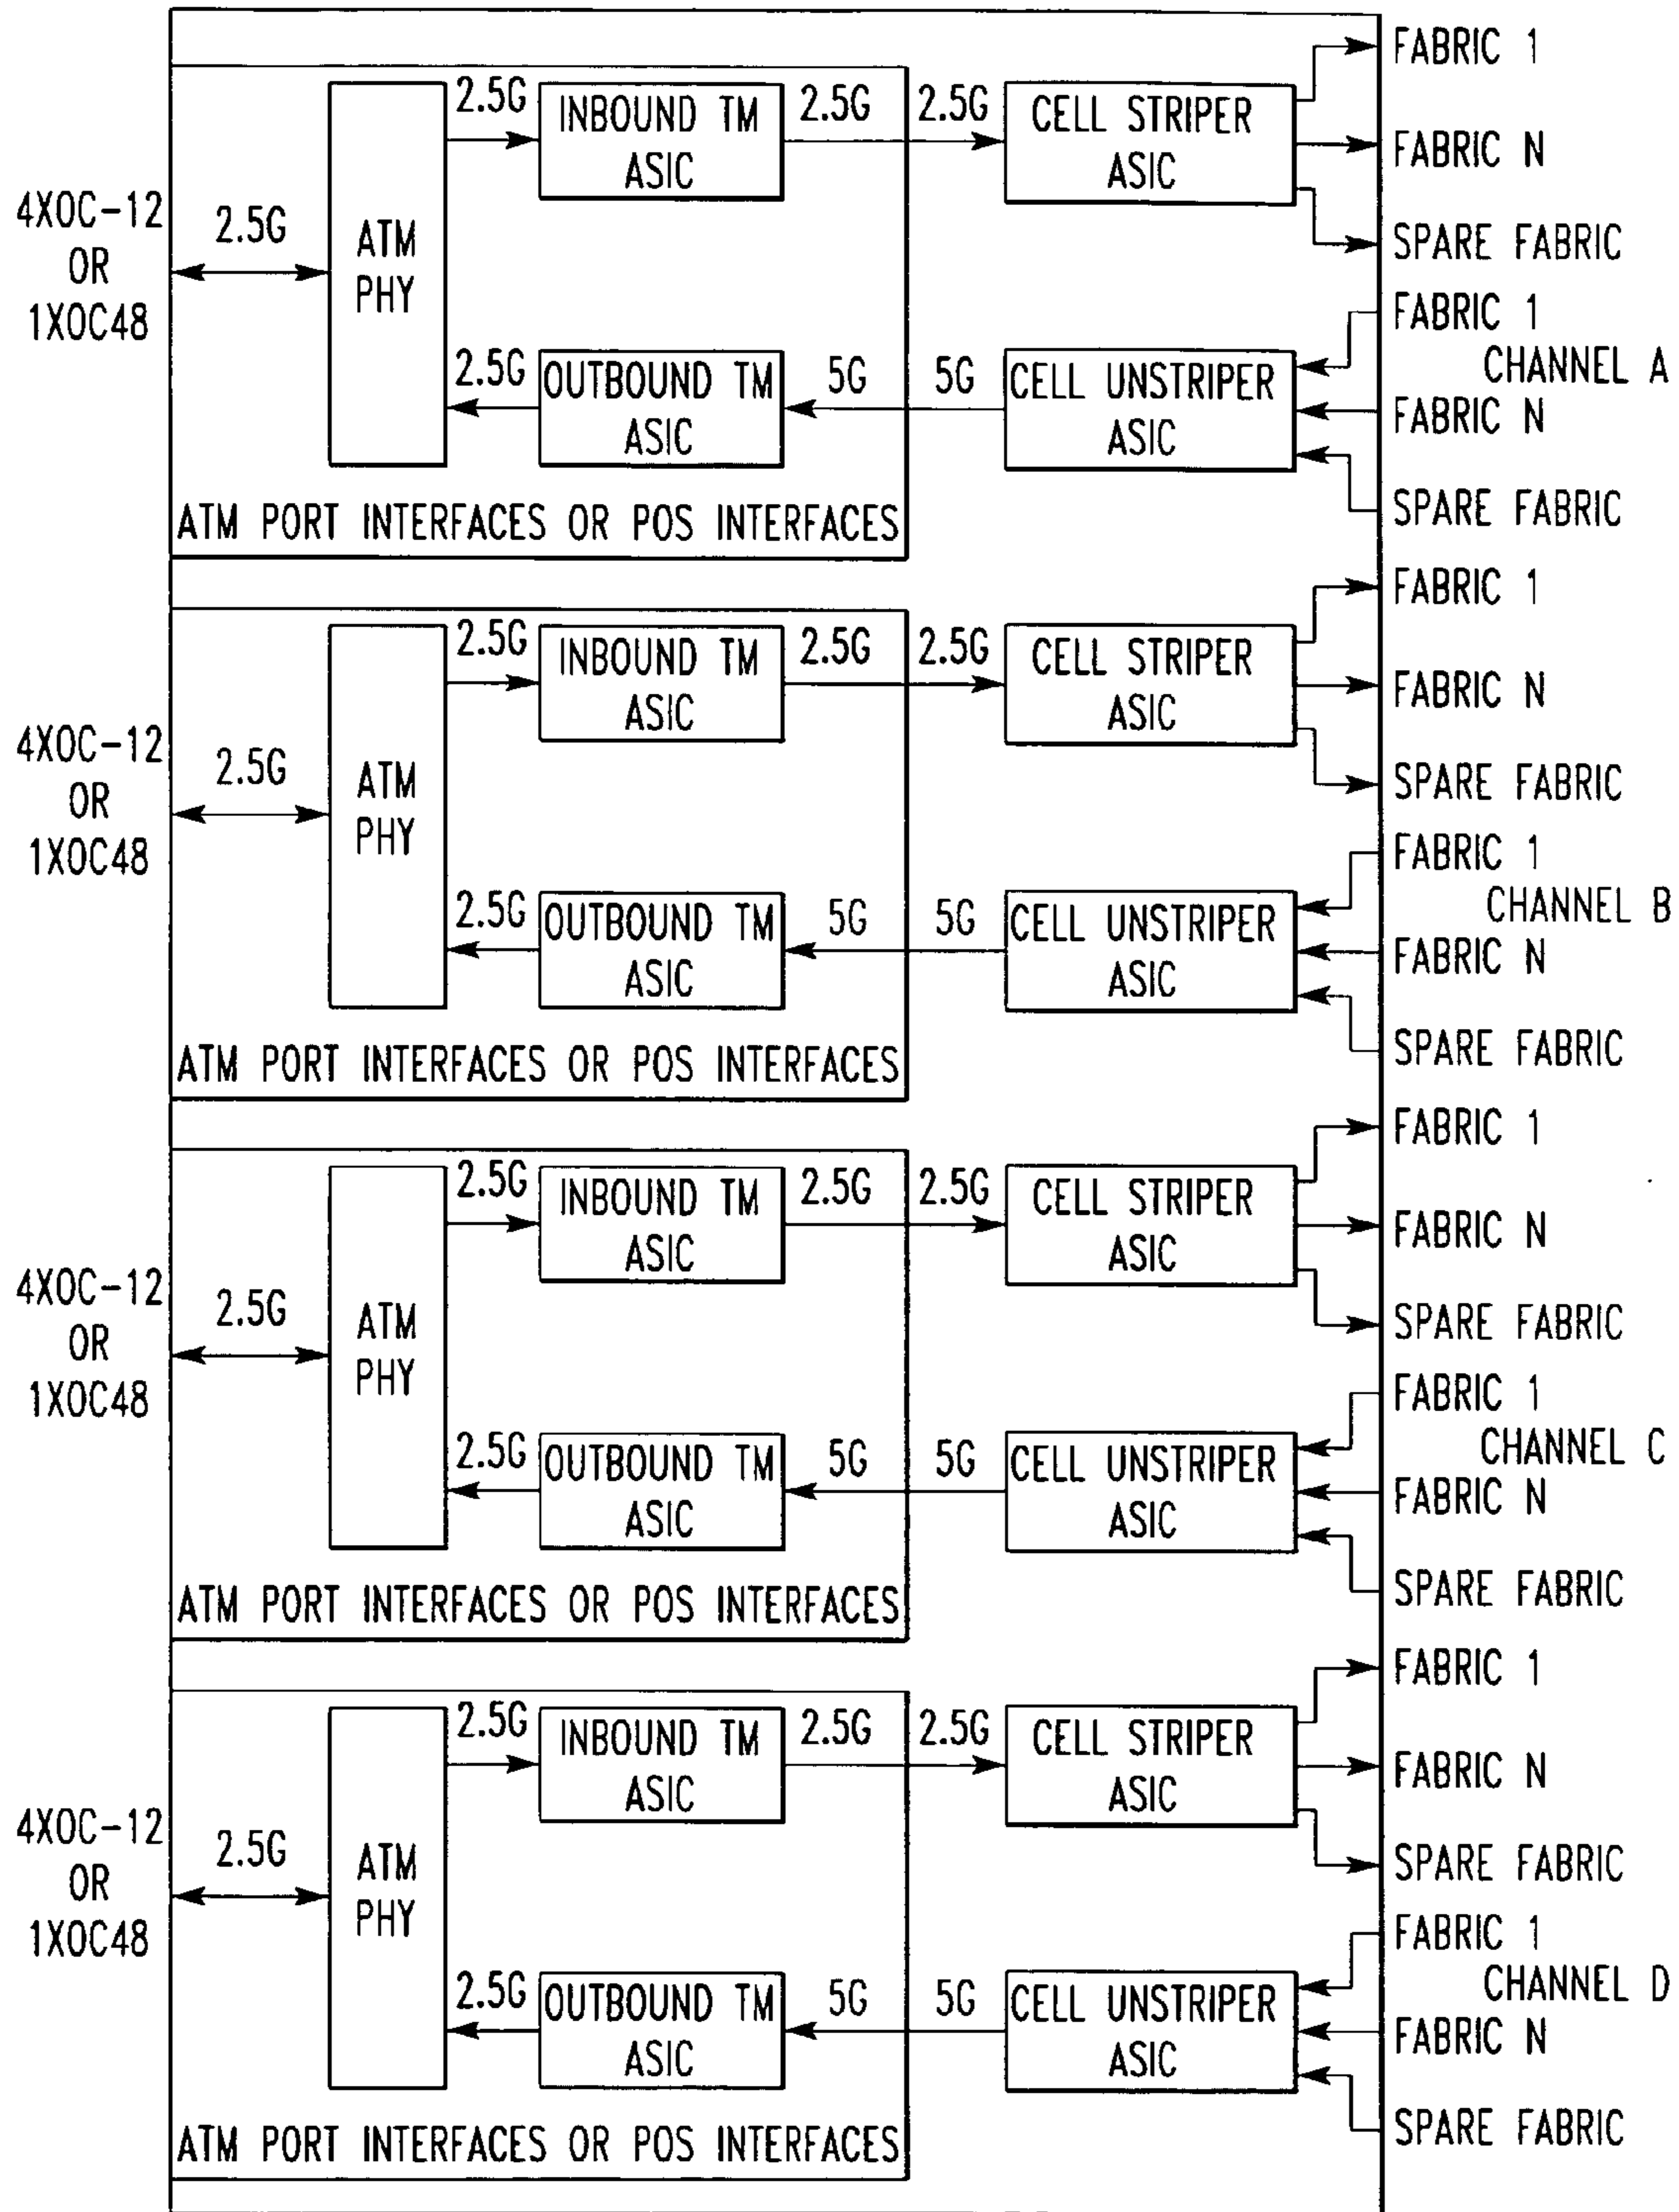 FABRIC 1
2.5G
INBOUND TM
ASIC
2.5G
2.5G
CELL STRIPER
ASIC
FABRIC N
4XOC-12
OR
1XOC48
2.5G
ATM
PHY
SPARE FABRIC
FABRIC 1
CHANNEL A
2.5G
OUTBOUND TM
ASIC
5G
5G
CELL UNSTRIPER
ASIC
FABRIC N
SPARE FABRIC
ATM PORT INTERFACES OR POS INTERFACES
FABRIC 1
2.5G
INBOUND TM
ASIC
2.5G
2.5G
CELL STRIPER
ASIC
FABRIC N
4XOC-12
OR
1XOC48
2.5G
ATM
PHY
SPARE FABRIC
FABRIC 1
CHANNEL B
2.5G
OUTBOUND TM
ASIC
5G
5G
CELL UNSTRIPER
ASIC
FABRIC N
SPARE FABRIC
ATM PORT INTERFACES OR POS INTERFACES
FABRIC 1
2.5G
INBOUND TM
ASIC
2.5G
2.5G
CELL STRIPER
ASIC
FABRIC N
4XOC-12
OR
1XOC48
2.5G
ATM
PHY
SPARE FABRIC
FABRIC 1
CHANNEL C
2.5G
OUTBOUND TM
ASIC
5G
5G
CELL UNSTRIPER
ASIC
FABRIC N
SPARE FABRIC
ATM PORT INTERFACES OR POS INTERFACES
FABRIC 1
2.5G
INBOUND TM
ASIC
2.5G
2.5G
CELL STRIPER
ASIC
FABRIC N
4XOC-12
OR
1XOC48
2.5G
ATM
PHY
SPARE FABRIC
FABRIC 1
CHANNEL D
2.5G
OUTBOUND TM
ASIC
5G
5G
CELL UNSTRIPER
ASIC
FABRIC N
SPARE FABRIC
ATM PORT INTERFACES OR POS INTERFACES